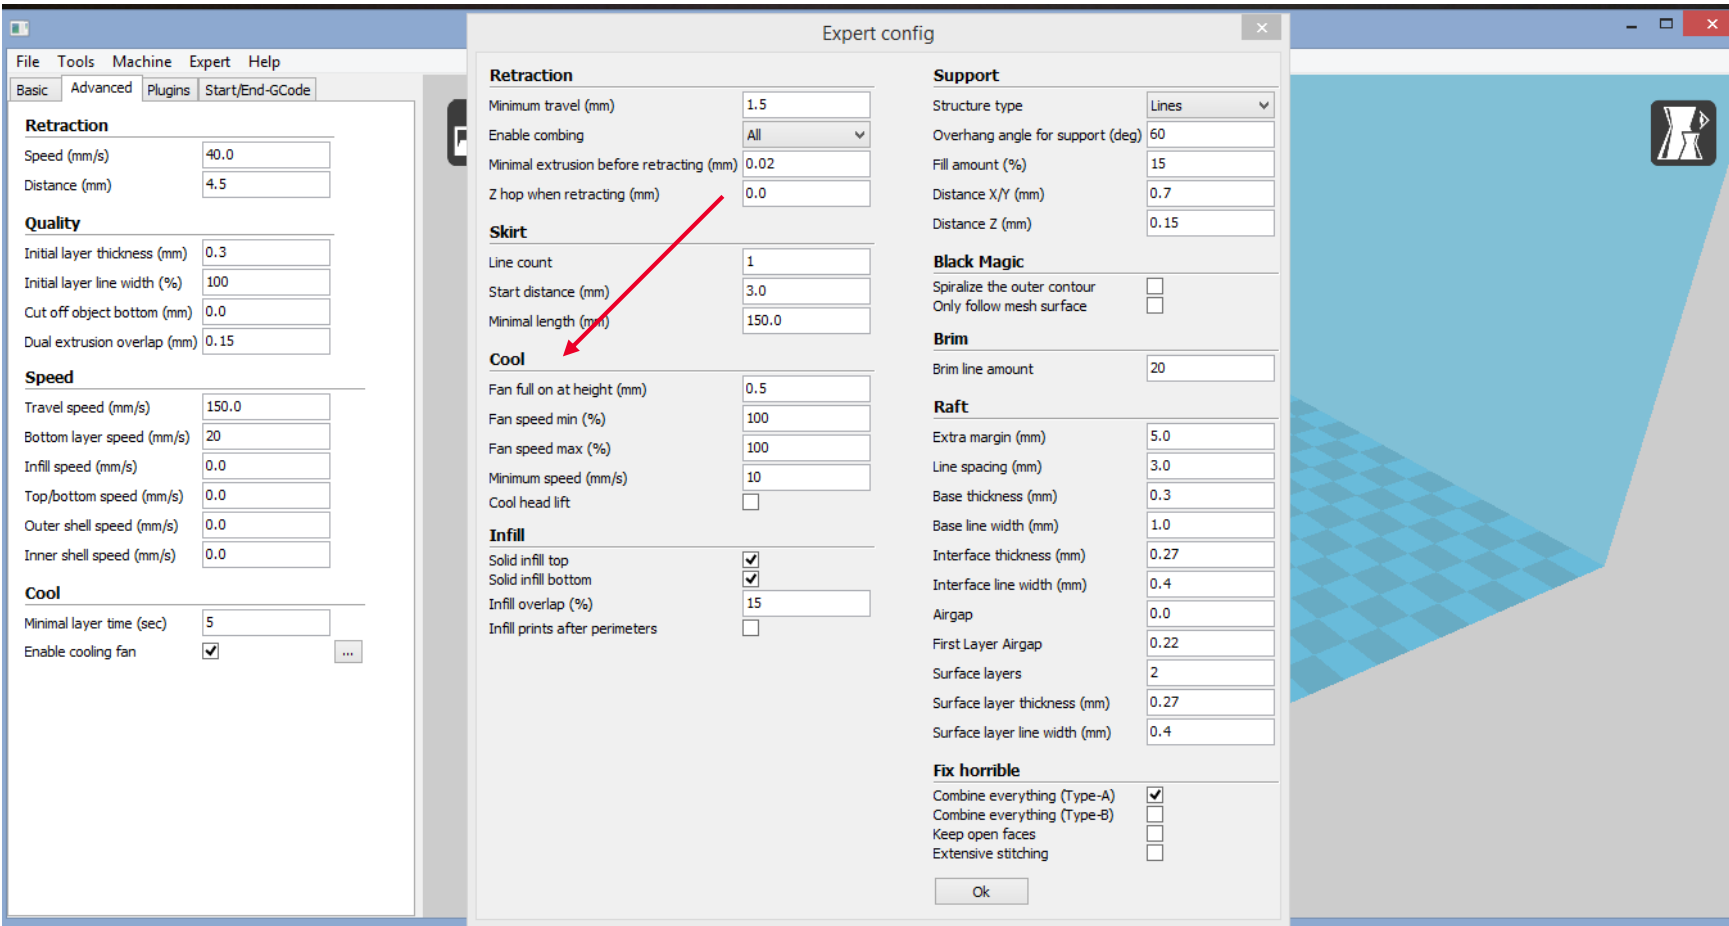 Expert config
File Tools Machine Expert Help
Basic Advanced Plugins Start/End-GCode
Retraction
Speed (mm/s) 40.0
Distance (mm) 4.5
Quality
Initial layer thickness (mm) 0.3
Initial layer line width (%) 100
Cut off object bottom (mm) 0.0
Dual extrusion overlap (mm) 0.15
Speed
Travel speed (mm/s) 150.0
Bottom layer speed (mm/s) 20
Infill speed (mm/s) 0.0
Top/bottom speed (mm/s) 0.0
Outer shell speed (mm/s) 0.0
Inner shell speed (mm/s) 0.0
Cool
Minimal layer time (sec) 5
Enable cooling fan ...
Retraction
Minimum travel (mm) 1.5
Enable combing All
Minimal extrusion before retracting (mm) 0.02
Z hop when retracting (mm) 0.0
Skirt
Line count 1
Start distance (mm) 3.0
Minimal length (mm) 150.0
Cool
Fan full on at height (mm) 0.5
Fan speed min (%) 100
Fan speed max (%) 100
Minimum speed (mm/s) 10
Cool head lift
Infill
Solid infill top
Solid infill bottom
Infill overlap (%) 15
Infill prints after perimeters
Support
Structure type Lines
Overhang angle for support (deg) 60
Fill amount (%) 15
Distance X/Y (mm) 0.7
Distance Z (mm) 0.15
Black Magic
Spiralize the outer contour
Only follow mesh surface
Brim
Brim line amount 20
Raft
Extra margin (mm) 5.0
Line spacing (mm) 3.0
Base thickness (mm) 0.3
Base line width (mm) 1.0
Interface thickness (mm) 0.27
Interface line width (mm) 0.4
Airgap 0.0
First Layer Airgap 0.22
Surface layers 2
Surface layer thickness (mm) 0.27
Surface layer line width (mm) 0.4
Fix horrible
Combine everything (Type-A)
Combine everything (Type-B)
Keep open faces
Extensive stitching
Ok